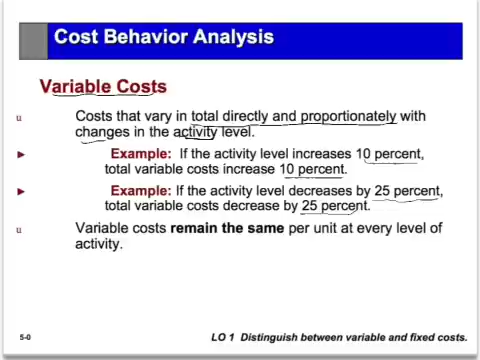 Cost Behavior Analysis
Variable Costs
u Costs that vary in total directly and proportionately with
changes in the activity level.
► Example: If the activity level increases 10 percent,
total variable costs increase 10 percent.
► Example: If the activity level decreases by 25 percent,
total variable costs decrease by 25 percent.
u Variable costs remain the same per unit at every level of
activity.
5-0 LO 1 Distinguish between variable and fixed costs.